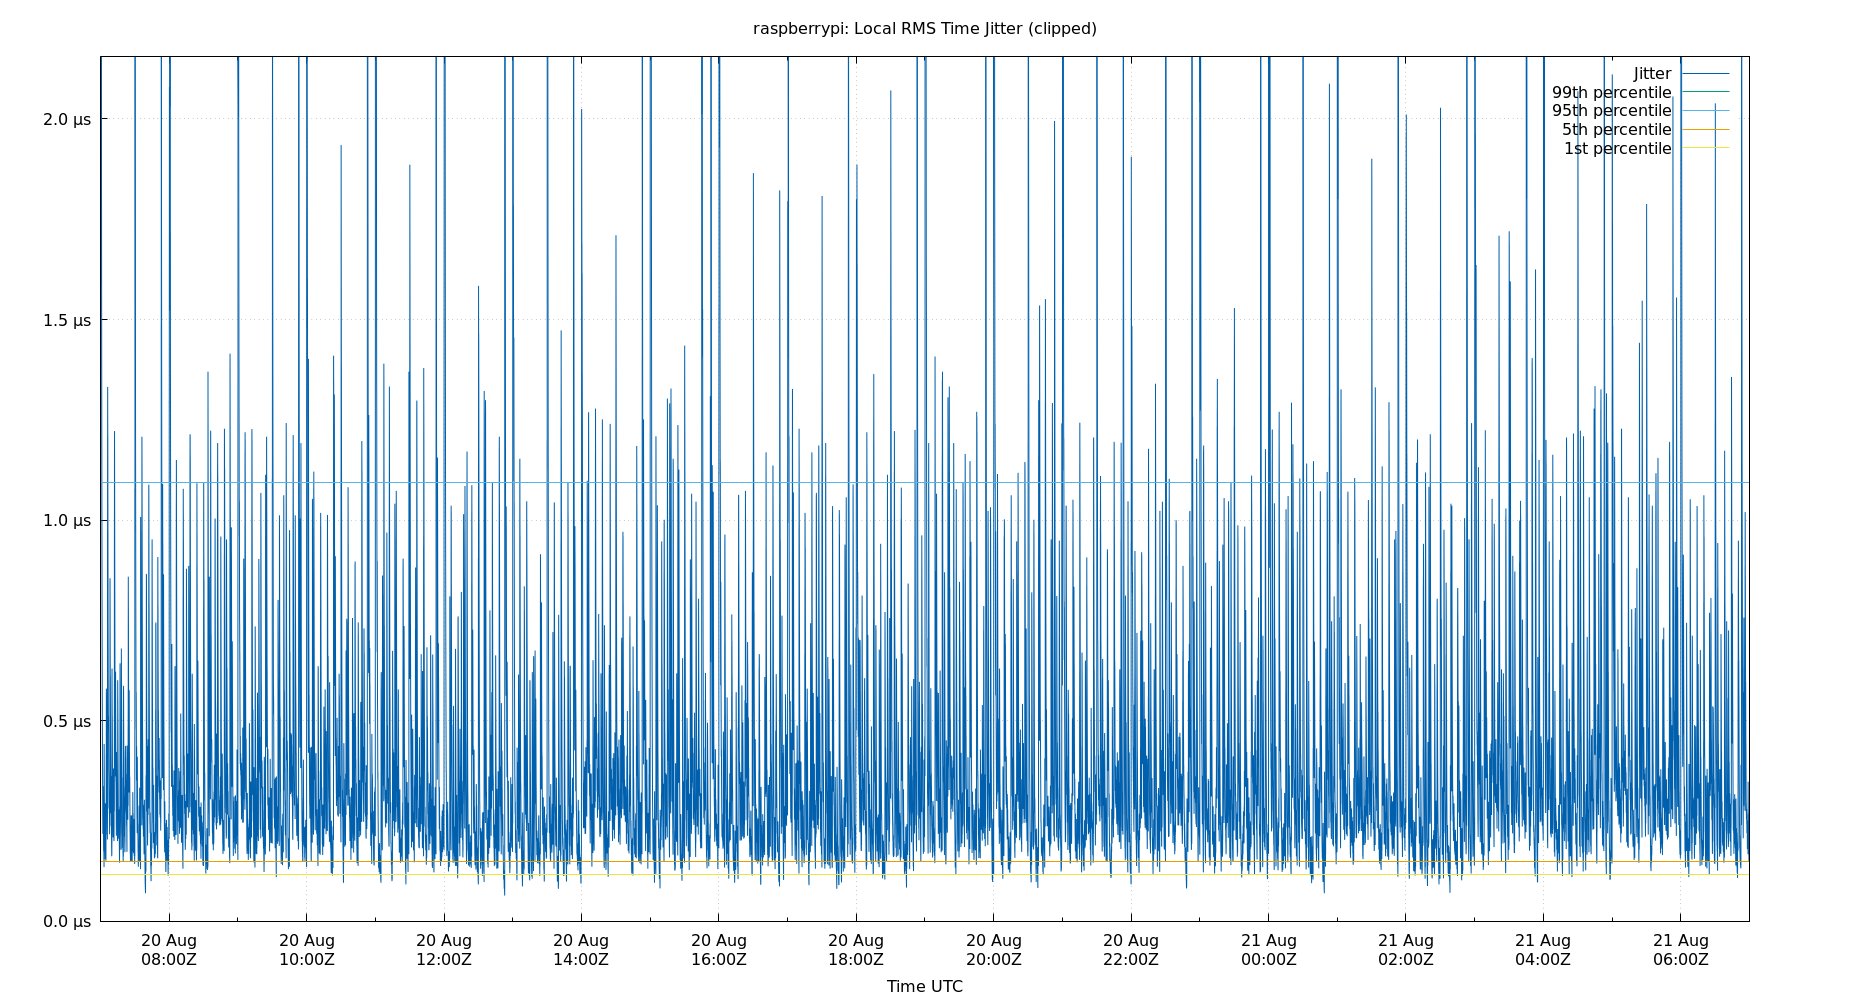 raspberrypi: Local RMS Time Jitter (clipped)
Jitter
99th percentile
95th percentile
5th percentile
1st percentile
2.0 µs
1.5 µs
1.0 µs
0.5 µs
0.0 µs
20 Aug 20 Aug 20 Aug 20 Aug 20 Aug 20 Aug 20 Aug 20 Aug 21 Aug 21 Aug 21 Aug 21 Aug
08:00Z 10:00Z 12:00Z 14:00Z 16:00Z 18:00Z 20:00Z 22:00Z 00:00Z 02:00Z 04:00Z 06:00Z
Time UTC